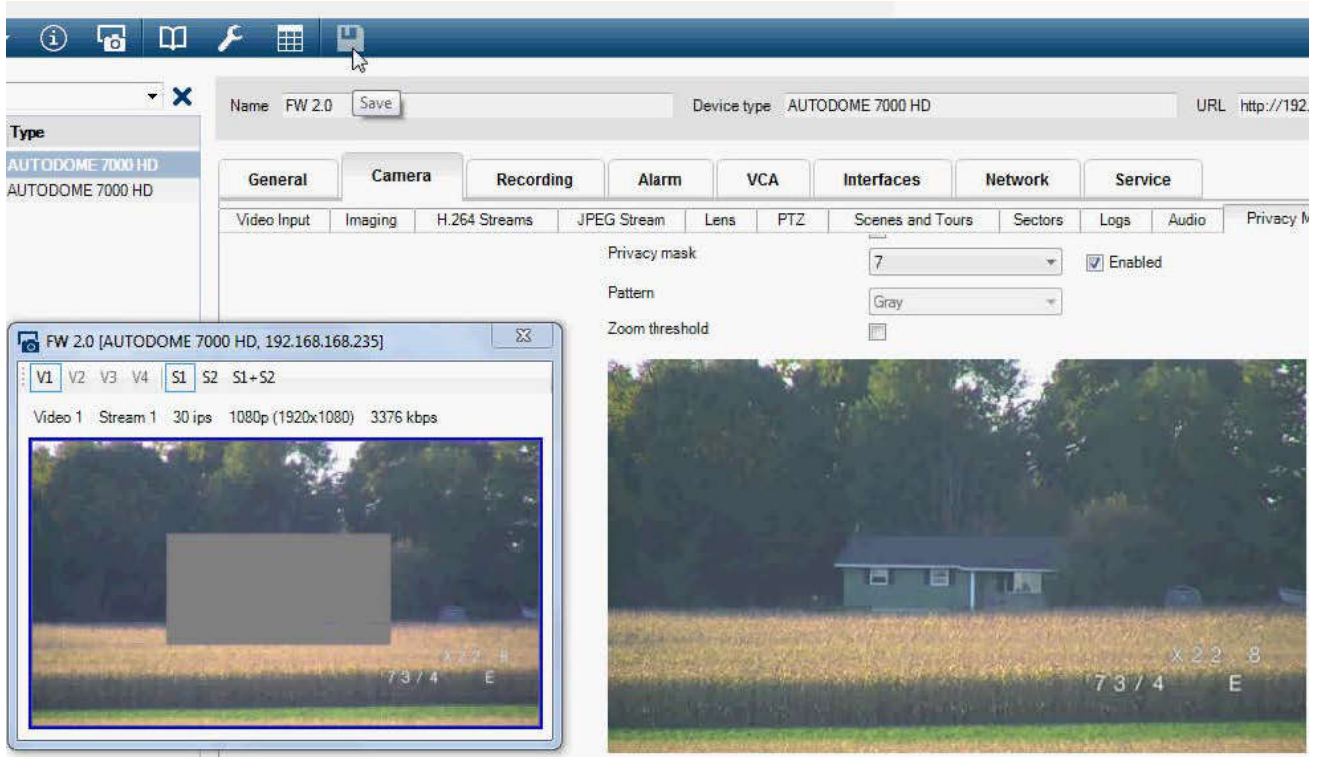 Save
Name FW 2.0 Device type AUTODOME 7000 HD URL http://192.
Type
AUTODOME 7000 HD
AUTODOME 7000 HD
General Camera Recording Alarm VCA Interfaces Network Service
Video Input Imaging H.264 Streams JPEG Stream Lens PTZ Scenes and Tours Sectors Logs Audio Privacy M
Privacy mask 7 Enabled
Pattern Gray
Zoom threshold
FW 2.0 [AUTODOME 7000 HD, 192.168.168.235]
V1 V2 V3 V4 S1 S2 S1+S2
Video 1 Stream 1 30 ips 1080p (1920x1080) 3376 kbps
X22 8
73/4 E
X22 8
73/4 E